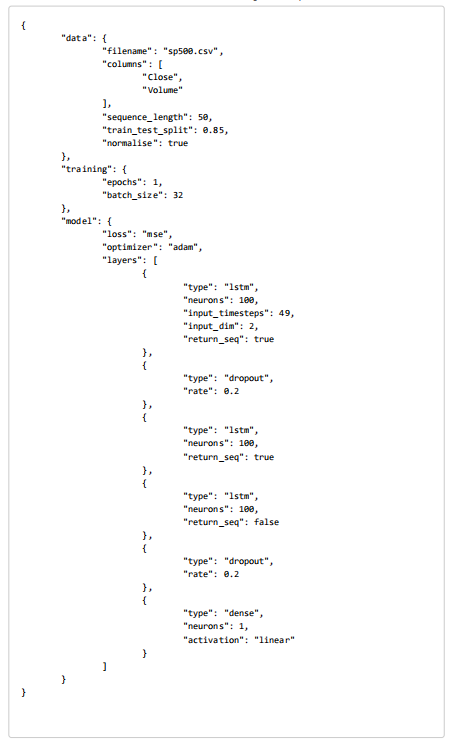 {
"data": {
"filename": "sp500.csv",
"columns": [
"Close",
"Volume"
],
"sequence_length": 50,
"train_test_split": 0.85,
"normalise": true
},
"training": {
"epochs": 1,
"batch_size": 32
},
"model": {
"loss": "mse",
"optimizer": "adam",
"layers": [
{
"type": "lstm",
"neurons": 100,
"input_timesteps": 49,
"input_dim": 2,
"return_seq": true
},
{
"type": "dropout",
"rate": 0.2
},
{
"type": "lstm",
"neurons": 100,
"return_seq": true
},
{
"type": "lstm",
"neurons": 100,
"return_seq": false
},
{
"type": "dropout",
"rate": 0.2
},
{
"type": "dense",
"neurons": 1,
"activation": "linear"
}
]
}
}